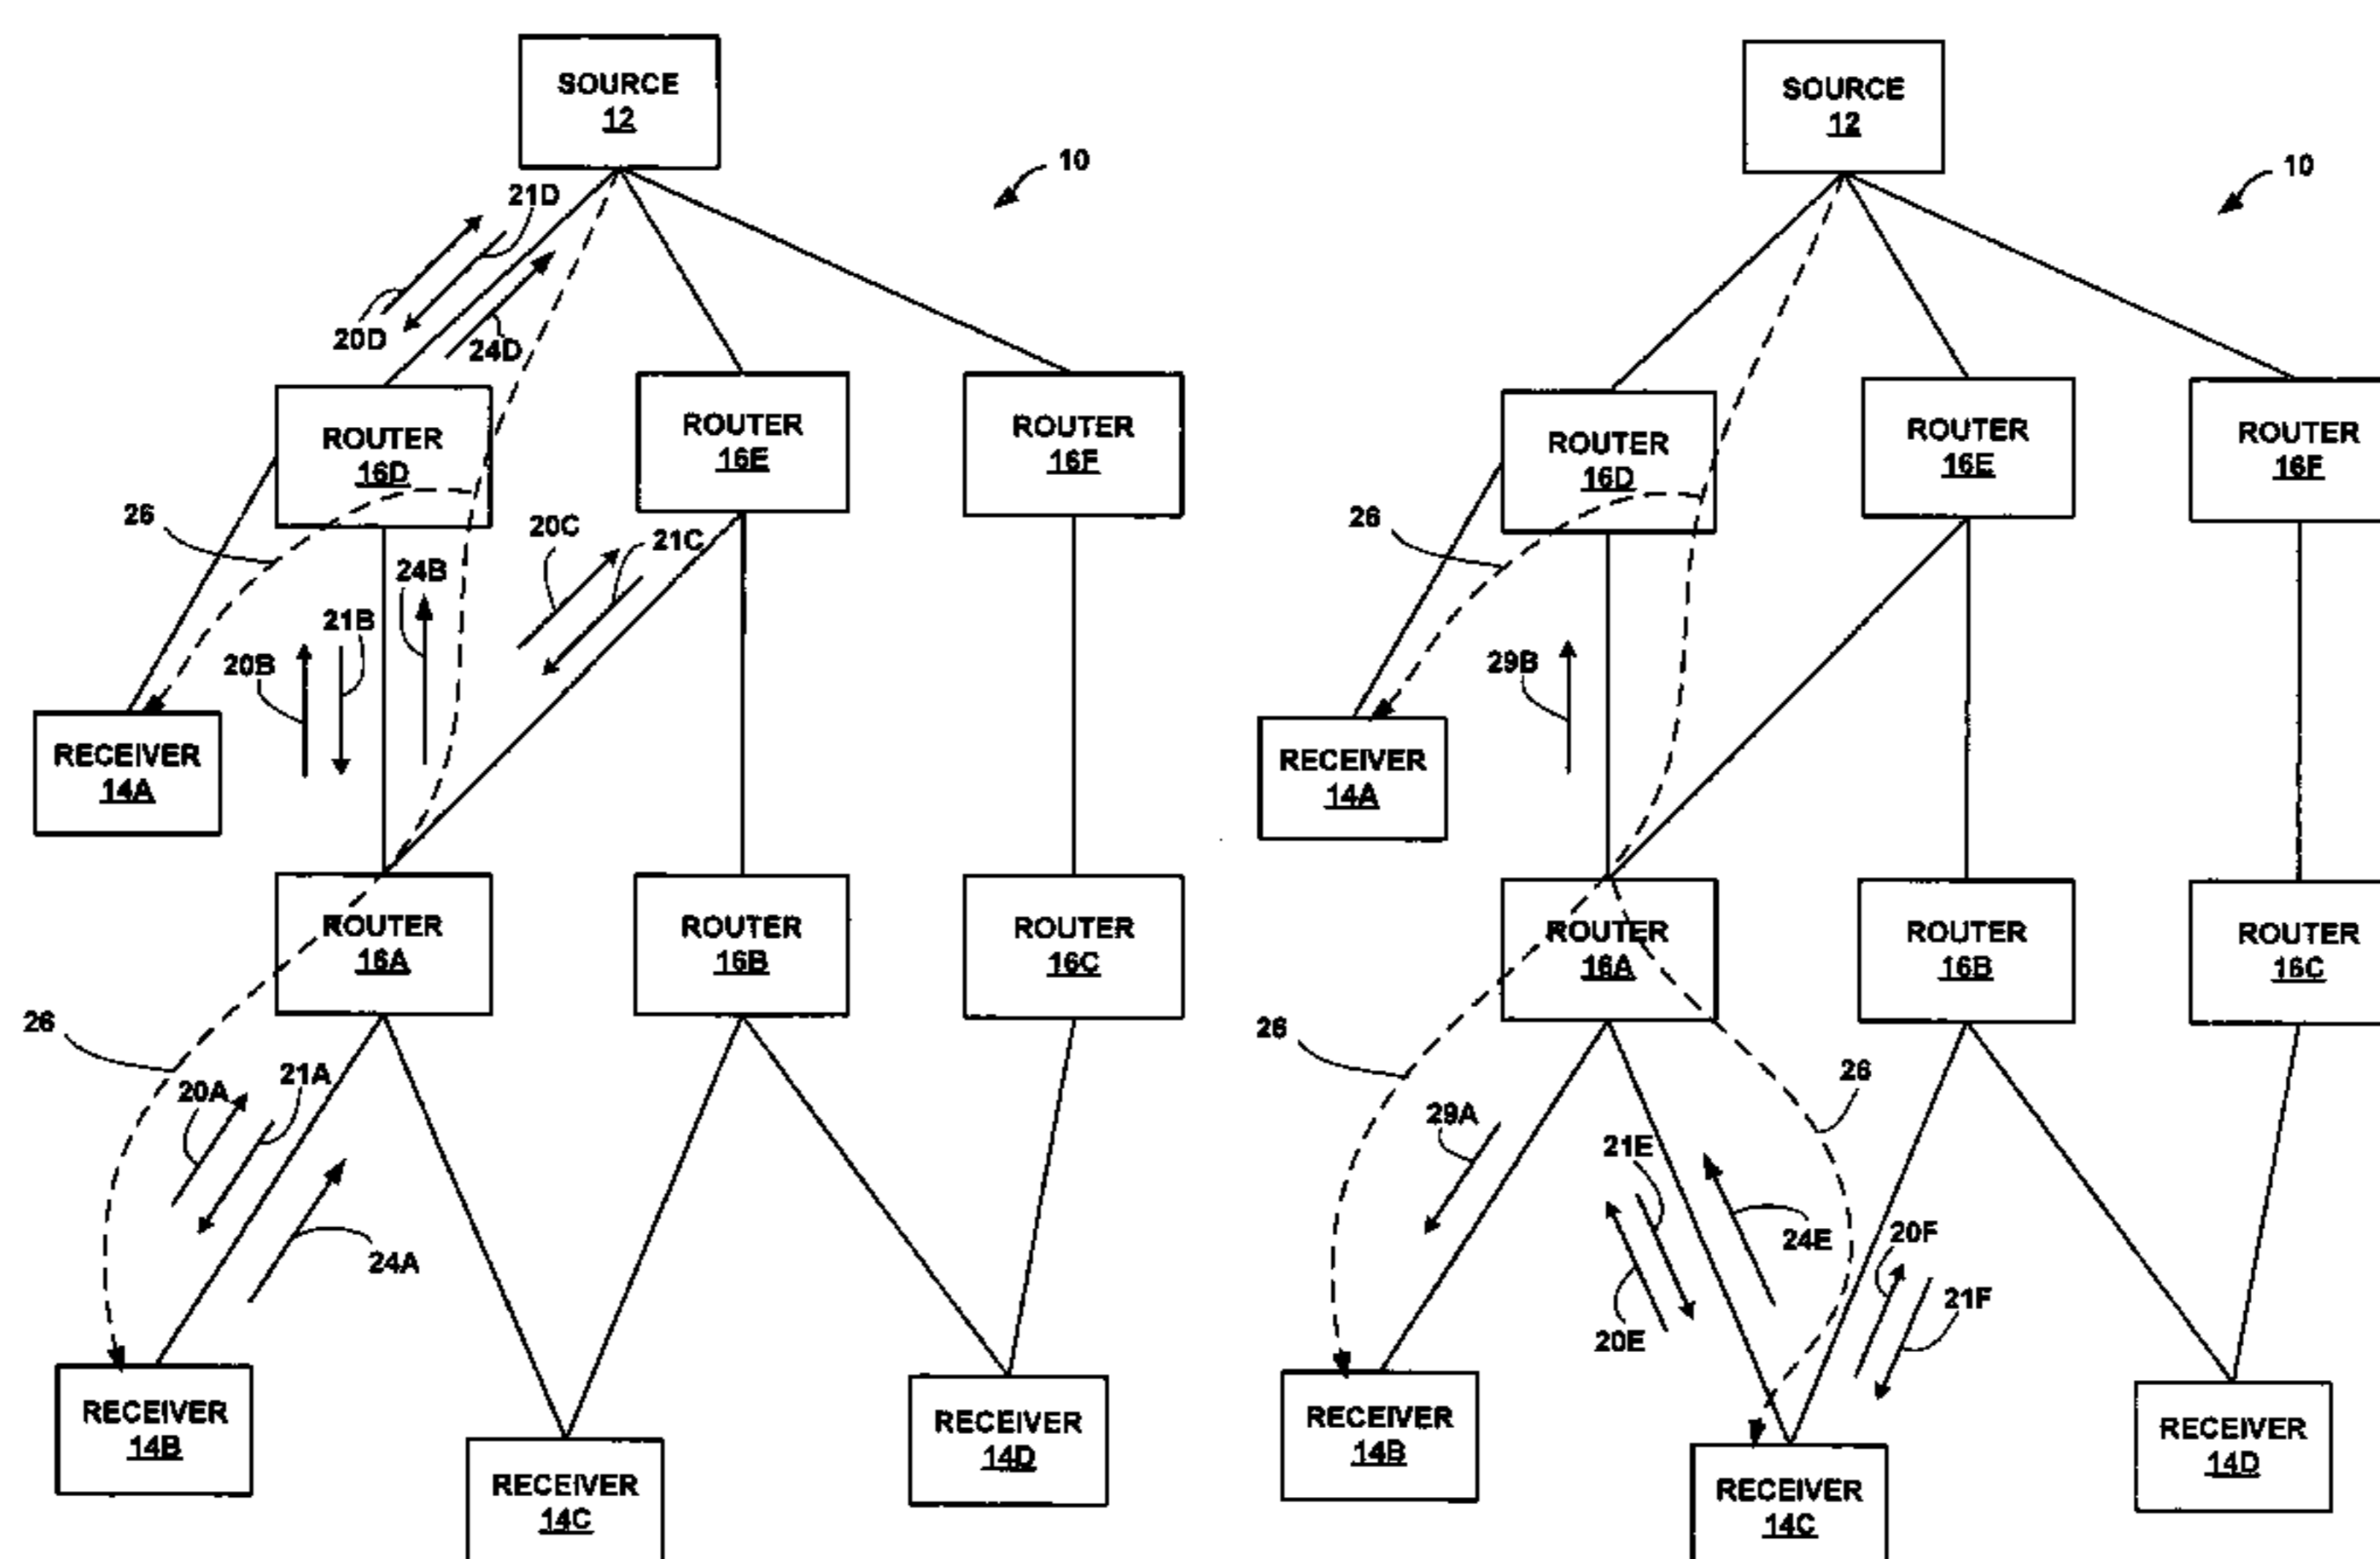 SOURCE
12
10
21D
20D
24D
ROUTER
16D
ROUTER
16E
ROUTER
16F
26
20C
21C
24B
21B
20B
RECEIVER
14A
ROUTER
16A
ROUTER
16B
ROUTER
16C
26
20A
21A
24A
RECEIVER
14B
RECEIVER
14C
RECEIVER
14D
SOURCE
12
10
ROUTER
16D
ROUTER
16E
ROUTER
16F
26
29B
RECEIVER
14A
ROUTER
16A
ROUTER
16B
ROUTER
16C
26
26
29A
21E
24E
20F
21F
20E
RECEIVER
14B
RECEIVER
14C
RECEIVER
14D